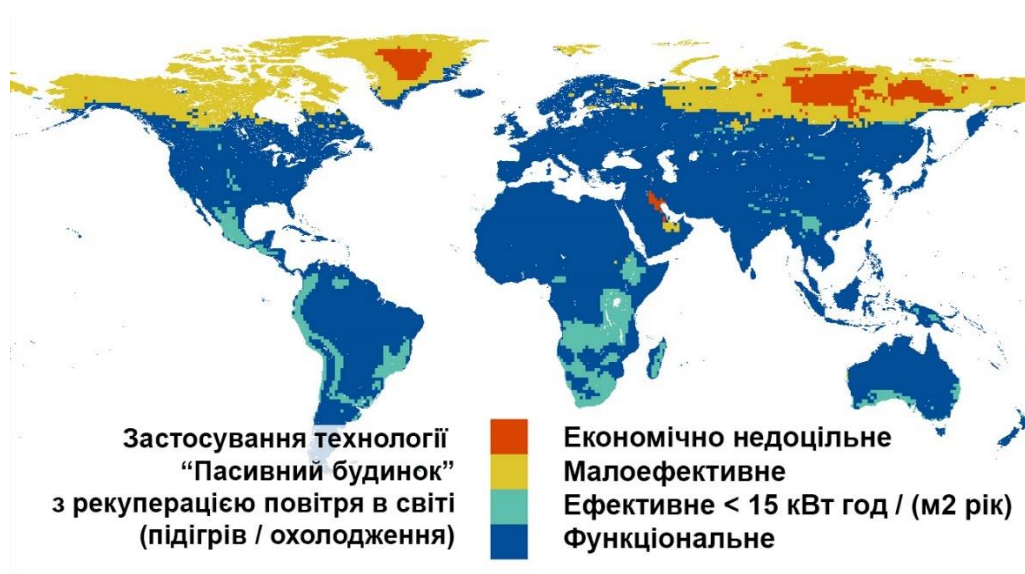 Застосування технології
“Пасивний будинок”
з рекуперацією повітря в світі
(підігрів / охолодження)
Економічно недоцільне
Малоефективне
Ефективне < 15 кВт год / (м2 рік)
Функціональне